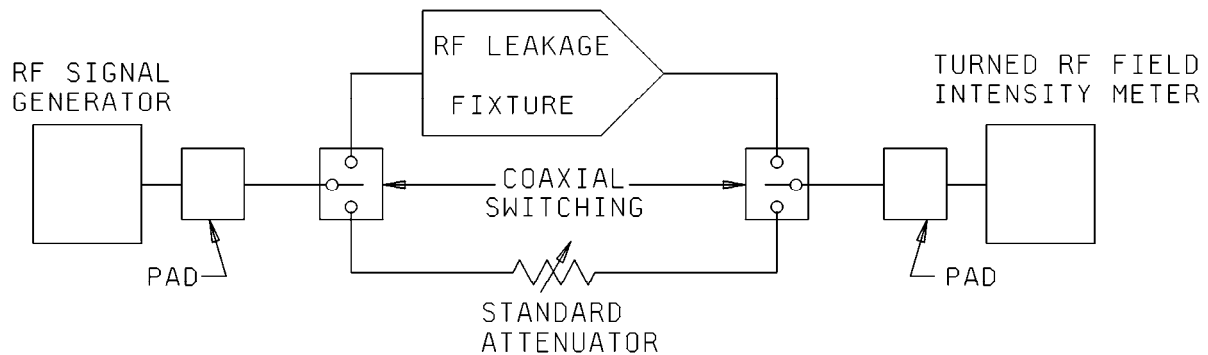 RF LEAKAGE
FIXTURE
RF SIGNAL
GENERATOR
TURNED RF FIELD
INTENSITY METER
COAXIAL
SWITCHING
PAD
PAD
STANDARD
ATTENUATOR